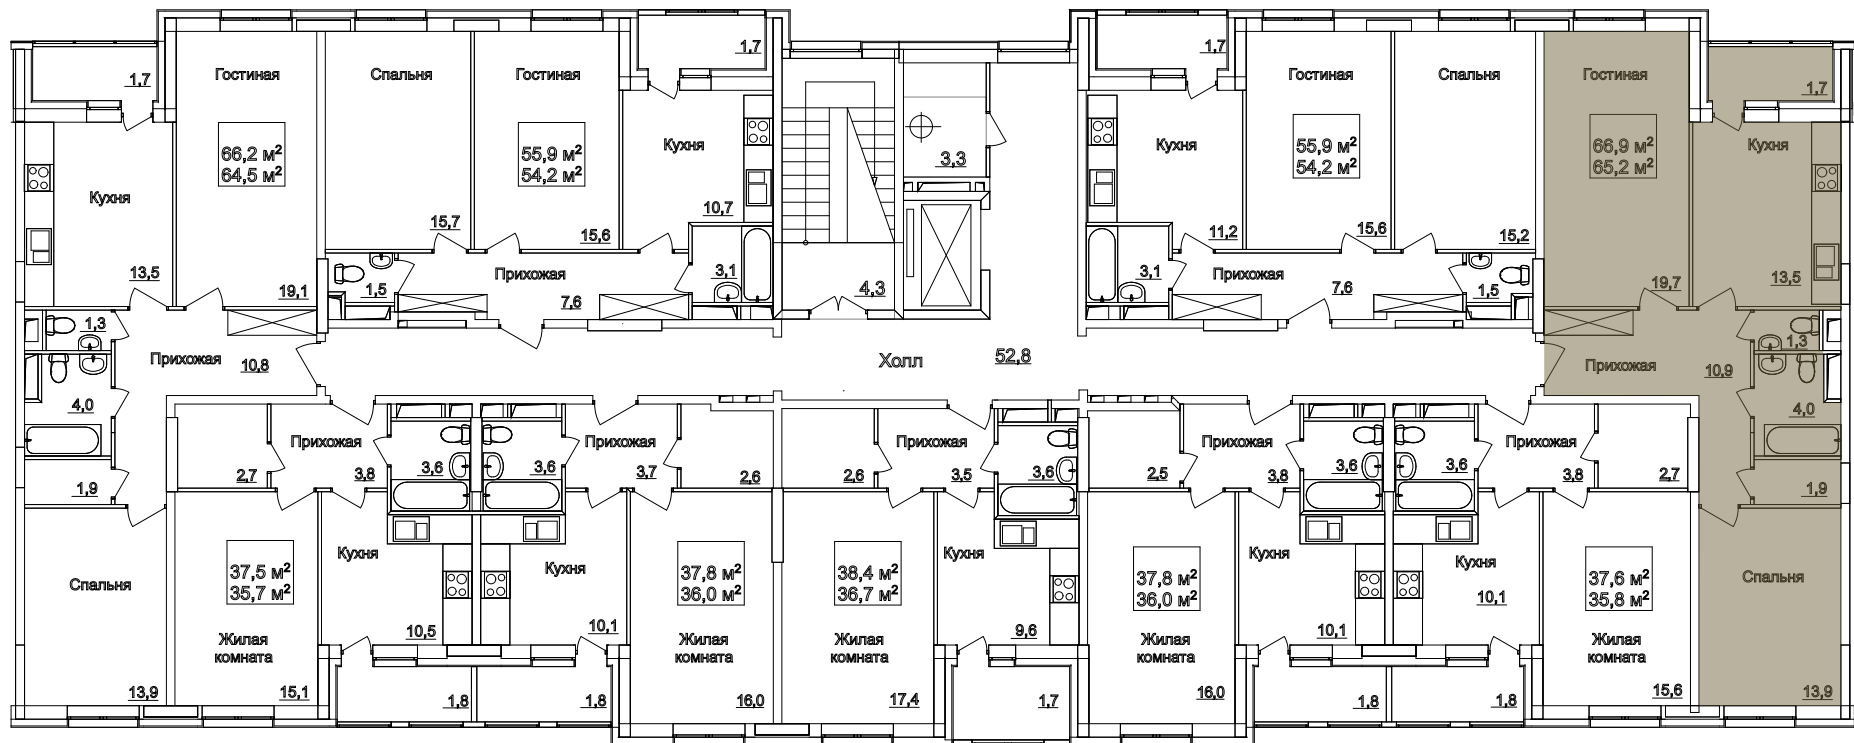 1,7
Гостиная
66,2 м²
64,5 м²
Кухня
13,5
19,1
Спальня
15,7
Гостиная
55,9 м²
54,2 м²
15,6
1,7
Кухня
10,7
1,5
Прихожая
7,6
3,1
4,3
3,3
1,7
Кухня
11,2
Гостиная
55,9 м²
54,2 м²
15,6
Спальня
15,2
3,1
Прихожая
7,6
1,5
Гостиная
66,9 м²
65,2 м²
19,7
1,7
Кухня
13,5
1,3
Прихожая
10,8
4,0
1,9
Холл
52,8
Прихожая
10,9
1,3
4,0
1,9
2,7
Прихожая
3,8
3,6
3,6
Прихожая
3,7
2,6
2,6
Прихожая
3,5
3,6
2,5
Прихожая
3,8
3,6
3,6
Прихожая
3,8
2,7
Спальня
13,9
37,5 м²
35,7 м²
Жилая
комната
15,1
Кухня
10,5
1,8
Кухня
10,1
1,8
37,8 м²
36,0 м²
Жилая
комната
16,0
38,4 м²
36,7 м²
Жилая
комната
17,4
Кухня
9,6
1,7
37,8 м²
36,0 м²
Жилая
комната
16,0
Кухня
10,1
1,8
Кухня
10,1
1,8
37,6 м²
35,8 м²
Жилая
комната
15,6
Спальня
13,9